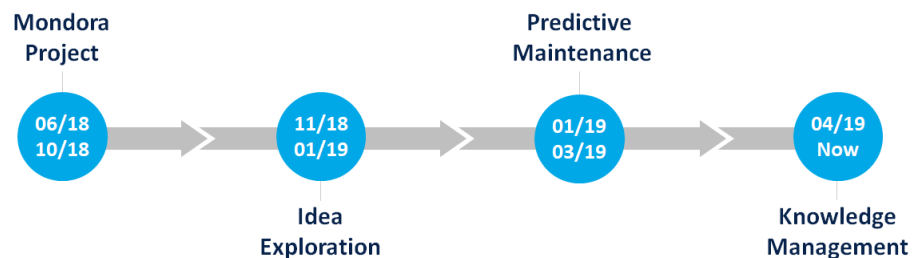 Mondora
Project
06/18
10/18
11/18
01/19
Idea
Exploration
Predictive
Maintenance
01/19
03/19
04/19
Now
Knowledge
Management